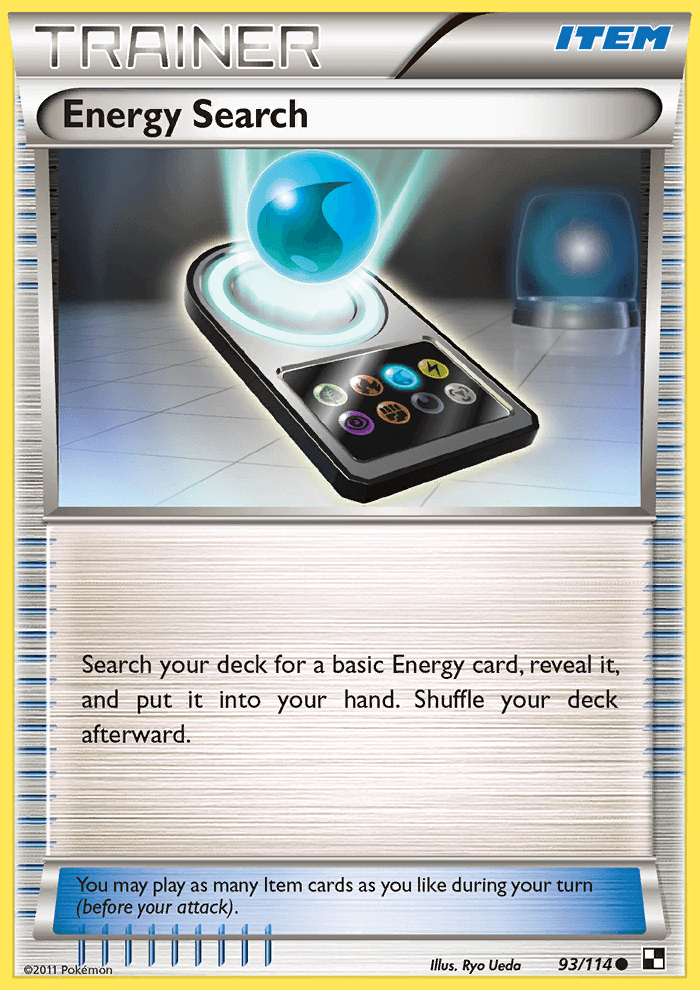 TRAINER
ITEM
Energy Search
Search your deck for a basic Energy card, reveal it,
and put it into your hand. Shuffle your deck
afterward.
You may play as many Item cards as you like during your turn
(before your attack).
©2011 Pokémon
Illus. Ryo Ueda
93/114